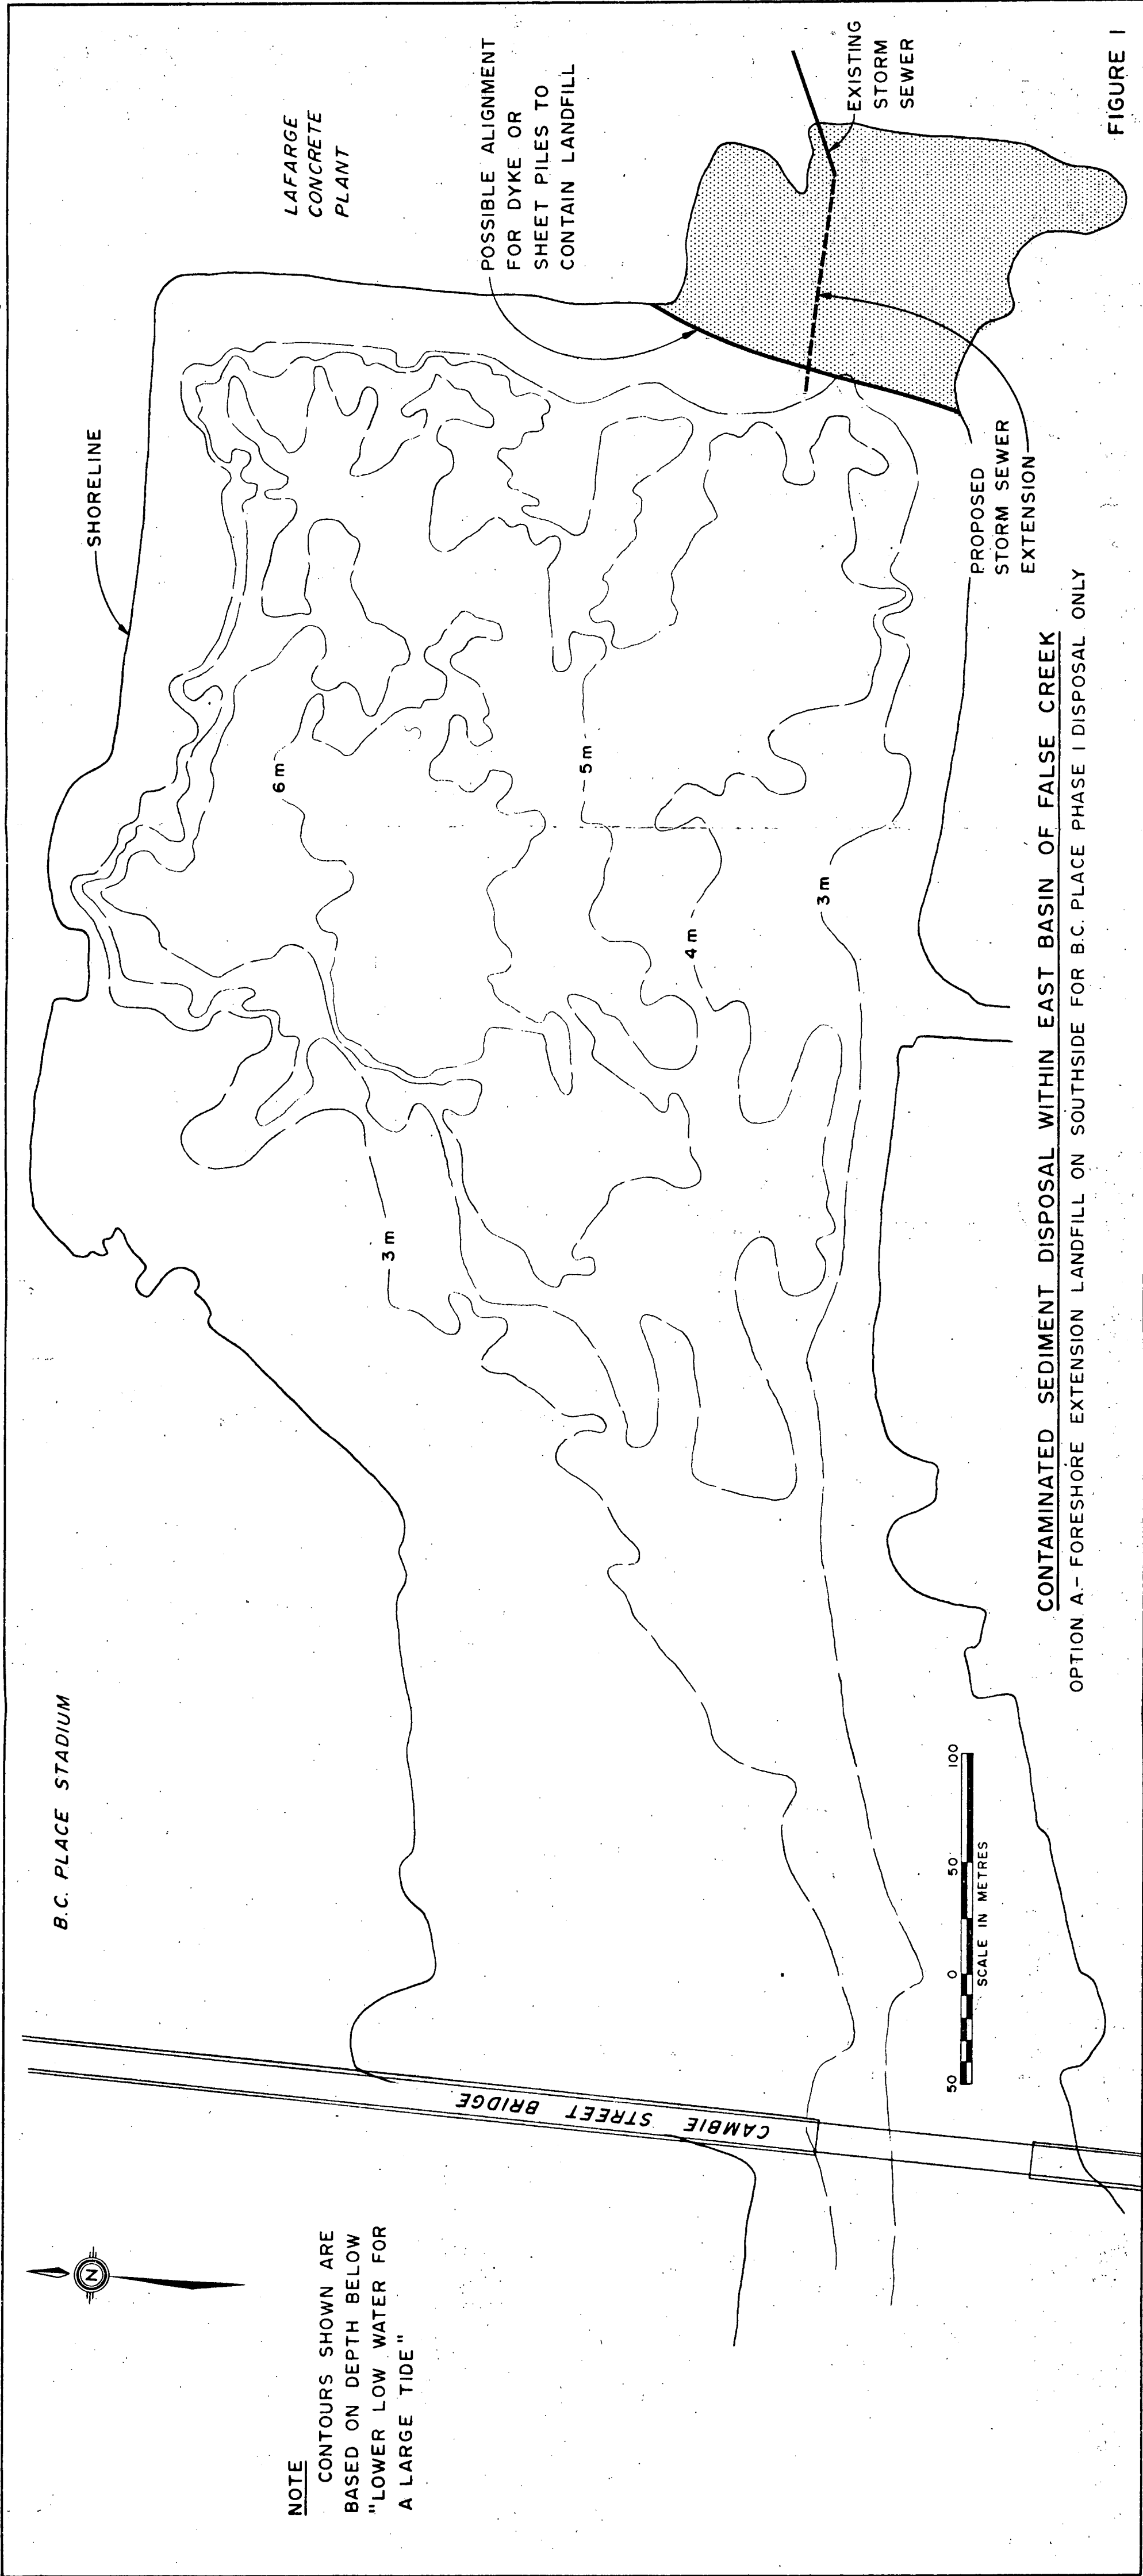 B.C. PLACE STADIUM
LAFARGE
CONCRETE
PLANT
SHORELINE
POSSIBLE ALIGNMENT
FOR DYKE OR
SHEET PILES TO
CONTAIN LANDFILL
EXISTING
STORM
SEWER
PROPOSED
STORM SEWER
EXTENSION
6 m
5 m
4 m
3 m
3 m
CAMBIE STREET BRIDGE
N
NOTE
CONTOURS SHOWN ARE
BASED ON DEPTH BELOW
"LOWER LOW WATER FOR
A LARGE TIDE"
50 0 50 100
SCALE IN METRES
CONTAMINATED SEDIMENT DISPOSAL WITHIN EAST BASIN OF FALSE CREEK
OPTION A.- FORESHORE EXTENSION LANDFILL ON SOUTHSIDE FOR B.C. PLACE PHASE I DISPOSAL ONLY
FIGURE 1